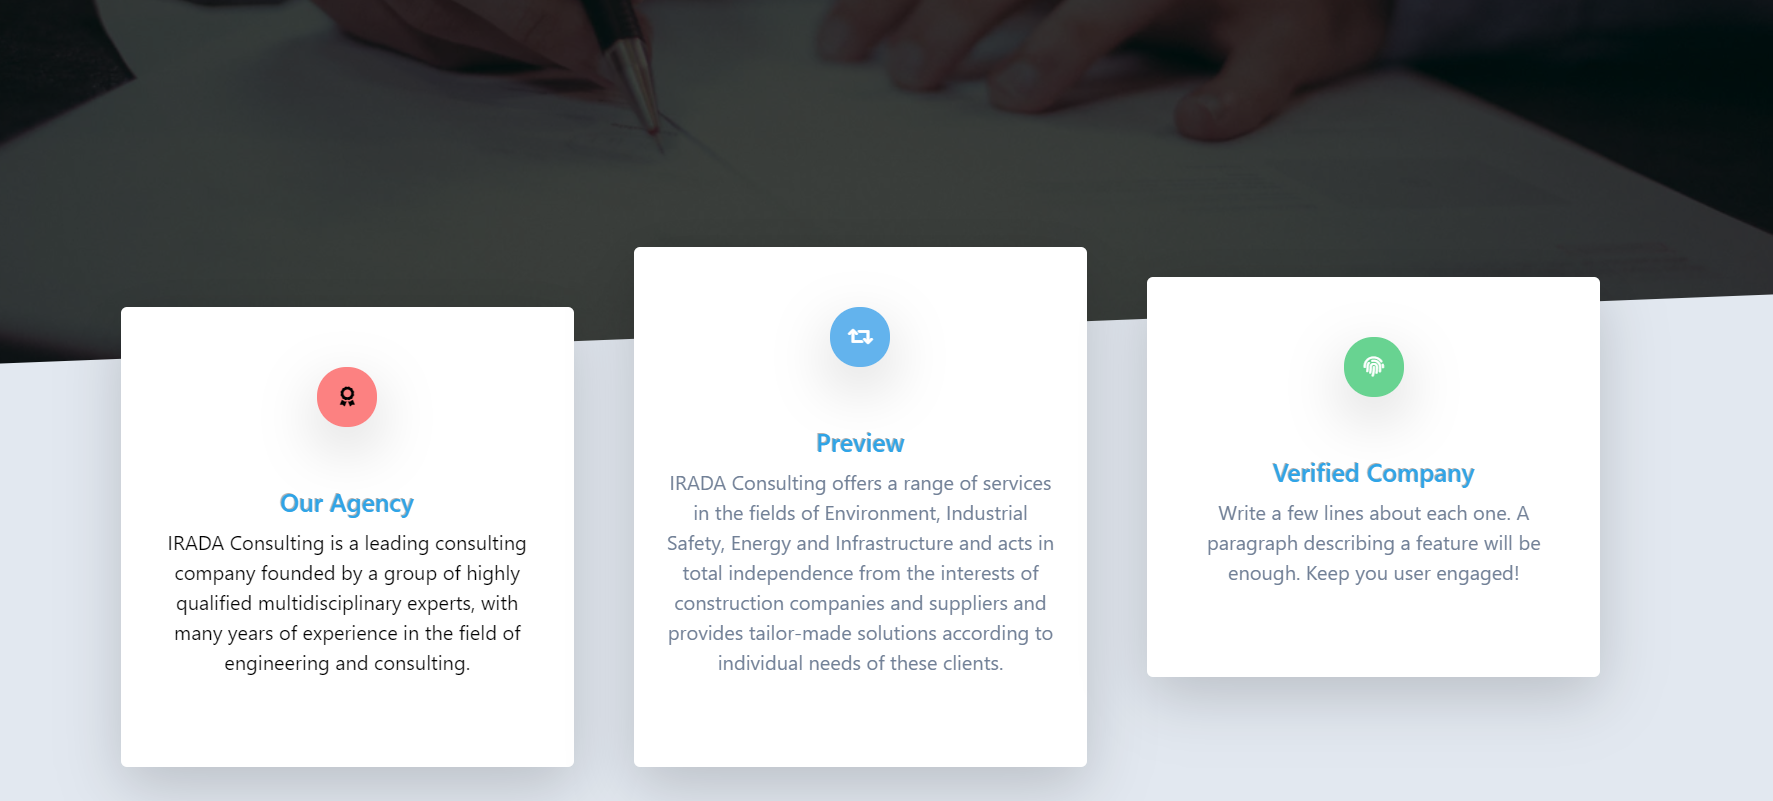 Our Agency
IRADA Consulting is a leading consulting
company founded by a group of highly
qualified multidisciplinary experts, with
many years of experience in the field of
engineering and consulting.
Preview
IRADA Consulting offers a range of services
in the fields of Environment, Industrial
Safety, Energy and Infrastructure and acts in
total independence from the interests of
construction companies and suppliers and
provides tailor-made solutions according to
individual needs of these clients.
Verified Company
Write a few lines about each one. A
paragraph describing a feature will be
enough. Keep you user engaged!